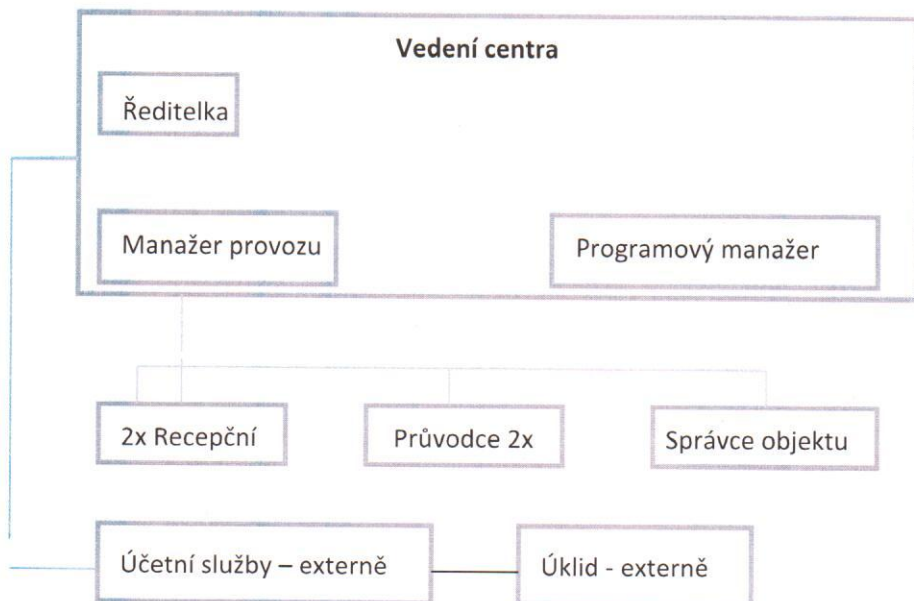 Vedení centra
Ředitelka
Manažer provozu
Programový manažer
2x Recepční
Průvodce 2x
Správce objektu
Účetní služby – externě
Úklid - externě